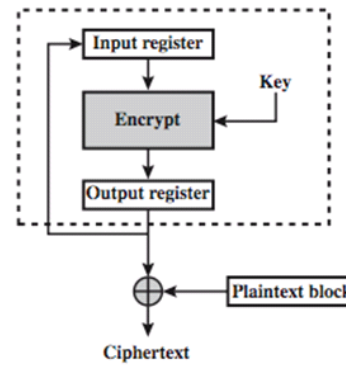 Input register
Key
Encrypt
Output register
Plaintext block
Ciphertext